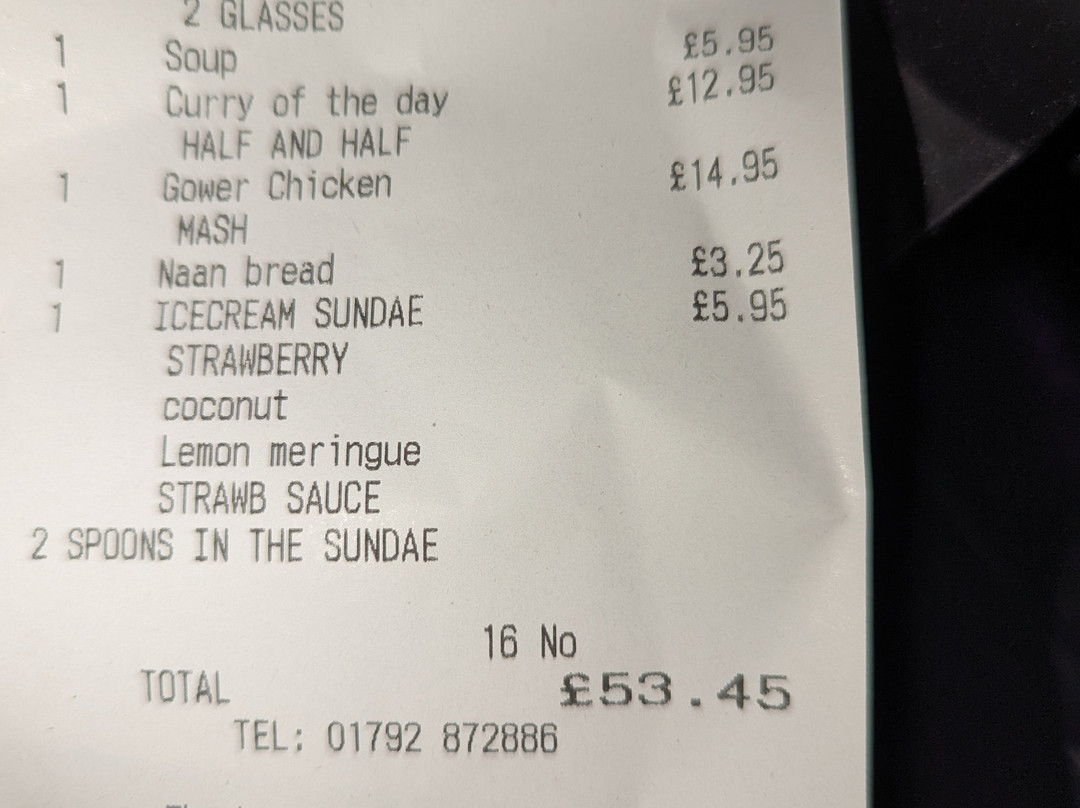 2 GLASSES
1 Soup £5.95
1 Curry of the day £12.95
HALF AND HALF
1 Gower Chicken £14.95
MASH
1 Naan bread £3.25
1 ICECREAM SUNDAE £5.95
STRAWBERRY
coconut
Lemon meringue
STRAWB SAUCE
2 SPOONS IN THE SUNDAE
16 No
TOTAL £53.45
TEL: 01792 872886